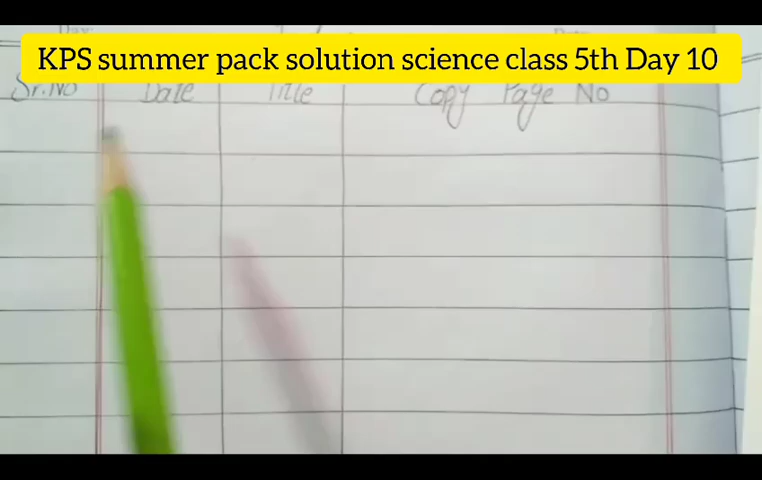 KPS summer pack solution science class 5th Day 10
Sr.No Date Title Copy Page No